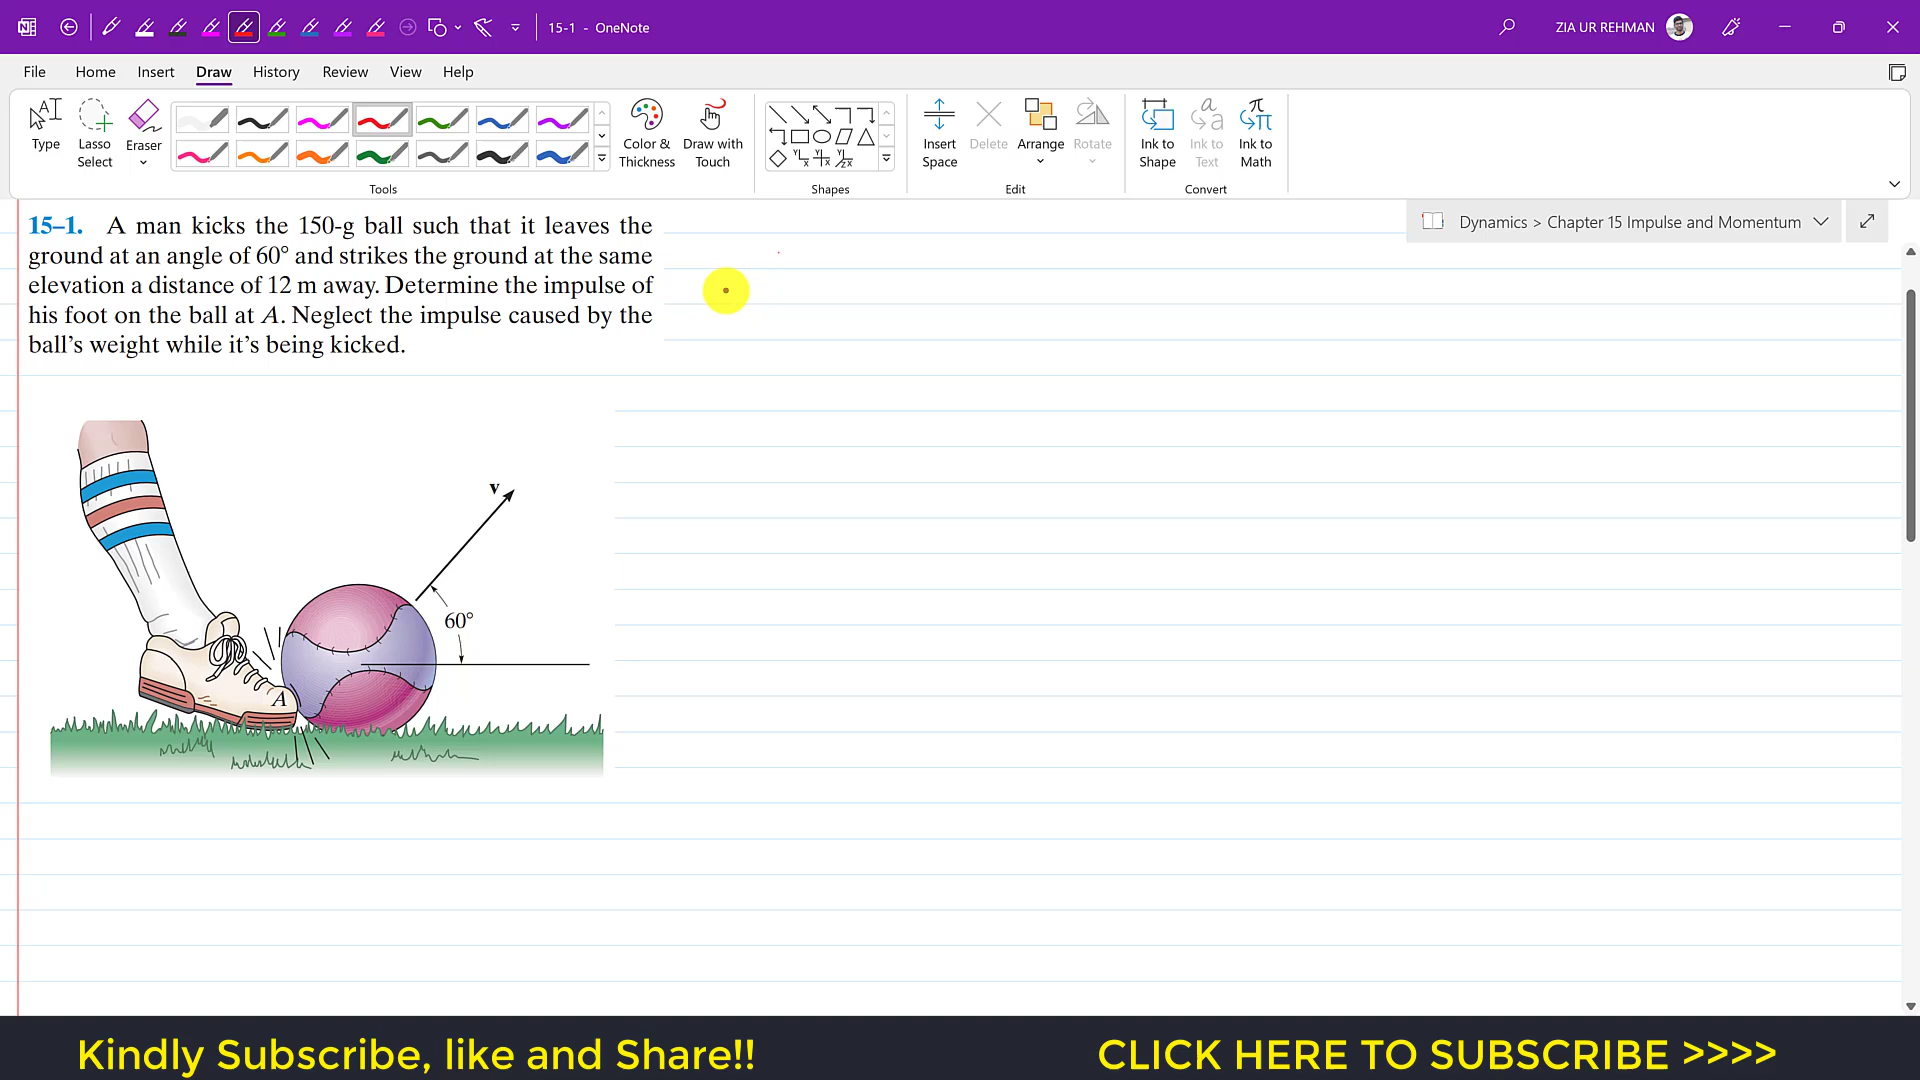 15-1 - OneNote
ZIA UR REHMAN
File Home Insert Draw History Review View Help
Type
Lasso Select
Eraser
Color & Thickness
Draw with Touch
Insert Space
Delete
Arrange
Rotate
Ink to Shape
Ink to Text
Ink to Math
Tools
Shapes
Edit
Convert
Dynamics > Chapter 15 Impulse and Momentum
15–1. A man kicks the 150-g ball such that it leaves the
ground at an angle of 60° and strikes the ground at the same
elevation a distance of 12 m away. Determine the impulse of
his foot on the ball at A. Neglect the impulse caused by the
ball's weight while it's being kicked.
v
60°
A
Kindly Subscribe, like and Share!!
CLICK HERE TO SUBSCRIBE >>>>